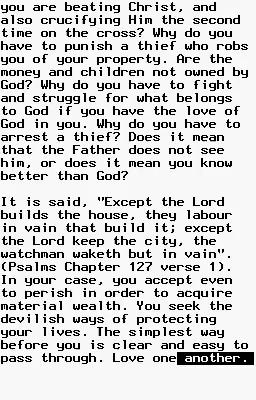 you are beating Christ, and
also crucifying Him the second
time on the cross? Why do you
have to punish a thief who robs
you of your property. Are the
money and children not owned by
God? Why do you have to fight
and struggle for what belongs
to God if you have the love of
God in you. Why do you have to
arrest a thief? Does it mean
that the Father does not see
him, or does it mean you know
better than God?

It is said, "Except the Lord
builds the house, they labour
in vain that build it; except
the Lord keep the city, the
watchman waketh but in vain".
(Psalms Chapter 127 verse 1).
In your case, you accept even
to perish in order to acquire
material wealth. You seek the
devilish ways of protecting
your lives. The simplest way
before you is clear and easy to
pass through. Love one another.